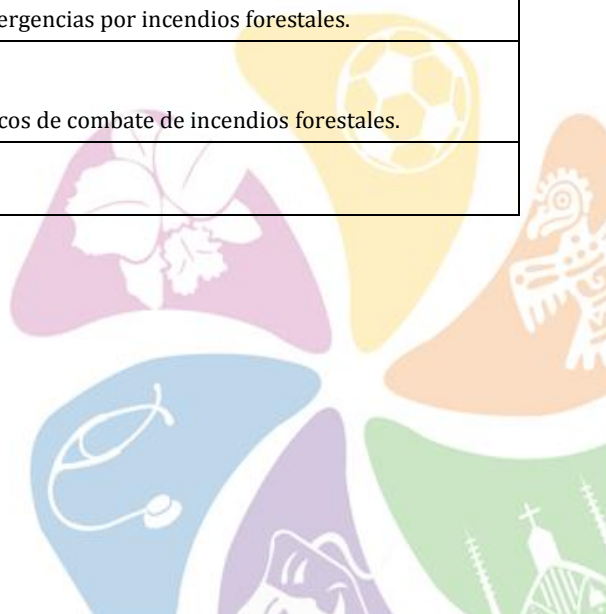 ergencias por incendios forestales.
cos de combate de incendios forestales.